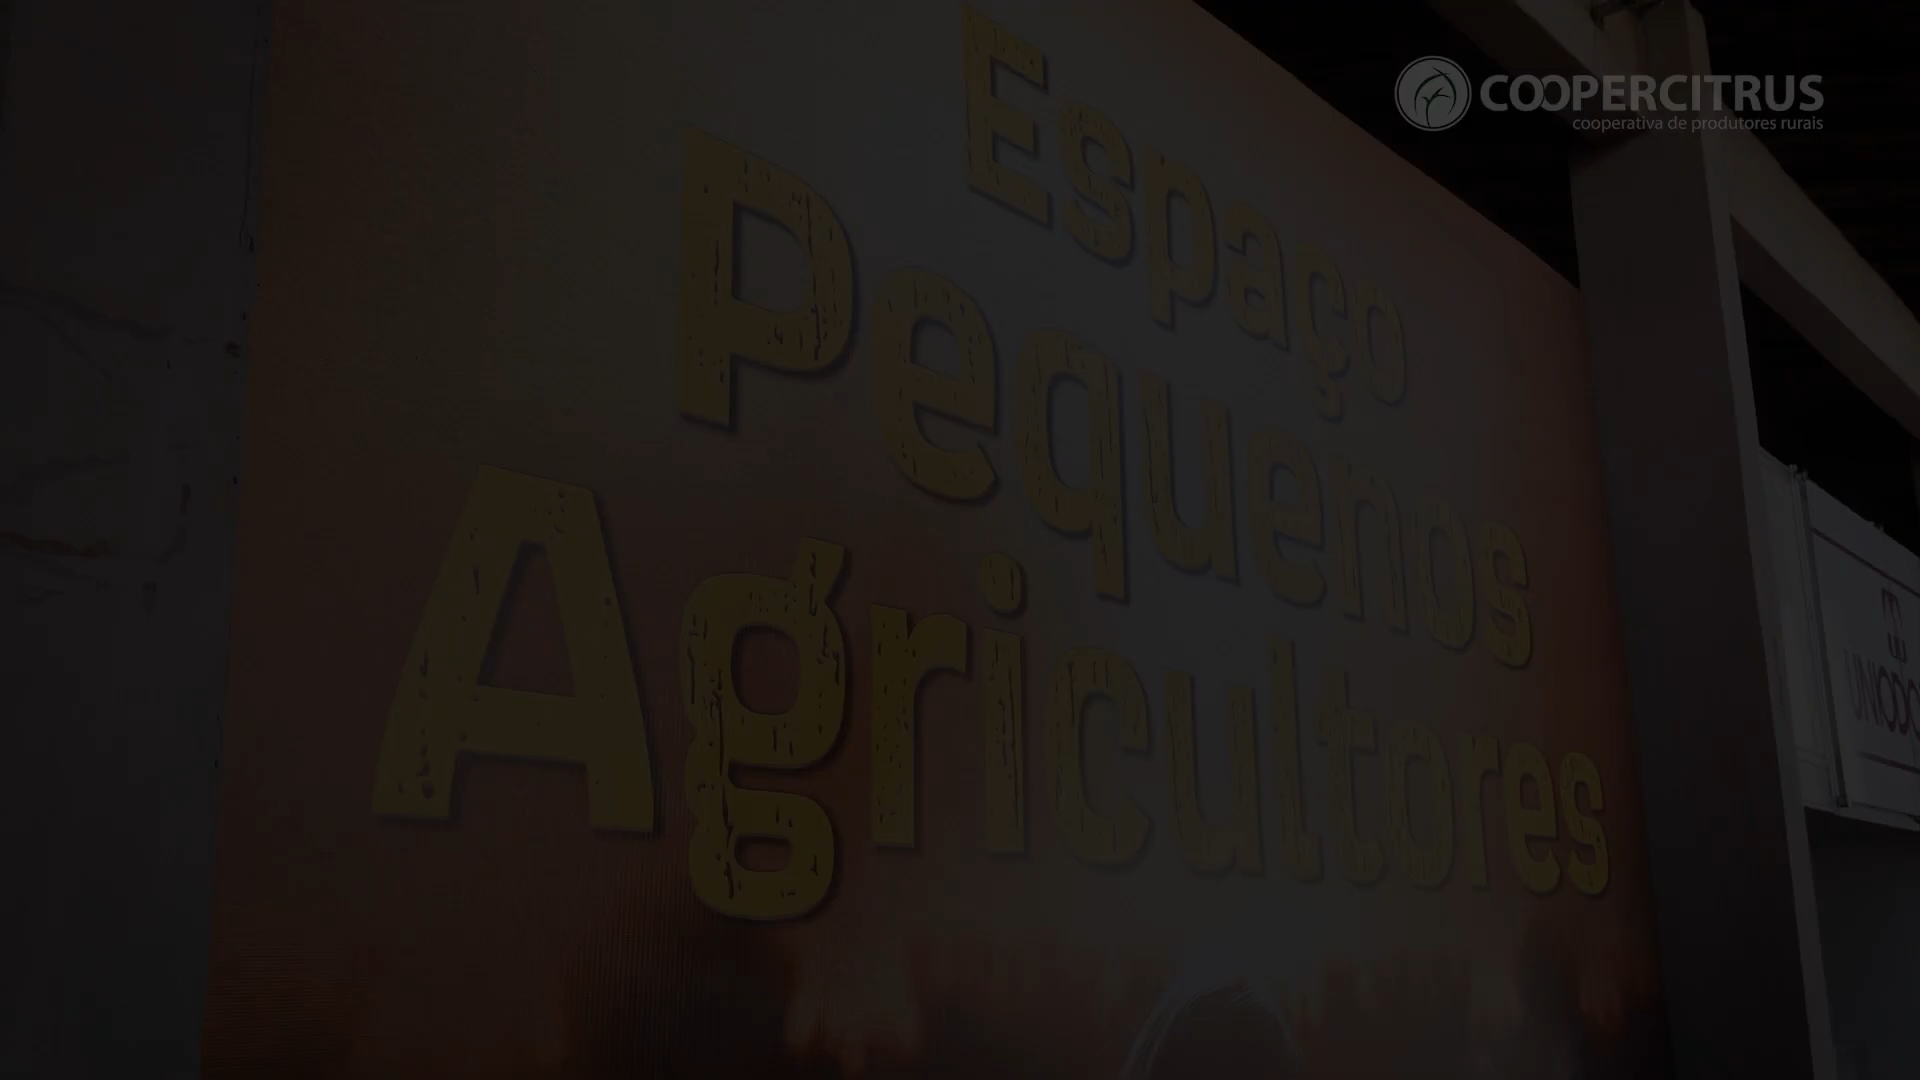 COOPERCITRUS
cooperativa de produtores rurais
Espaço
Pequenos
Agricultores